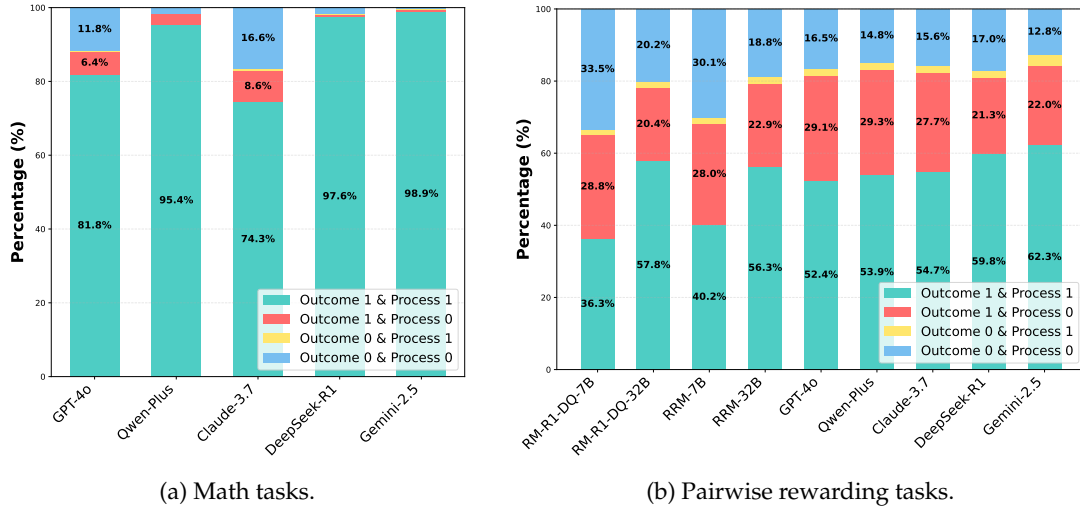 Percentage (%)
100
80
60
40
20
0
11.8%
6.4%
81.8%
95.4%
16.6%
8.6%
74.3%
97.6%
98.9%
Outcome 1 & Process 1
Outcome 1 & Process 0
Outcome 0 & Process 1
Outcome 0 & Process 0
GPT-4o
Qwen-Plus
Claude-3.7
DeepSeek-R1
Gemini-2.5
(a) Math tasks.
Percentage (%)
100
80
60
40
20
0
33.5%
28.8%
36.3%
20.2%
20.4%
57.8%
30.1%
28.0%
40.2%
18.8%
22.9%
56.3%
16.5%
29.1%
52.4%
14.8%
29.3%
53.9%
15.6%
27.7%
54.7%
17.0%
21.3%
59.8%
12.8%
22.0%
62.3%
Outcome 1 & Process 1
Outcome 1 & Process 0
Outcome 0 & Process 1
Outcome 0 & Process 0
RM-R1-DQ-7B
RM-R1-DQ-32B
RRM-7B
RRM-32B
GPT-4o
Qwen-Plus
Claude-3.7
DeepSeek-R1
Gemini-2.5
(b) Pairwise rewarding tasks.